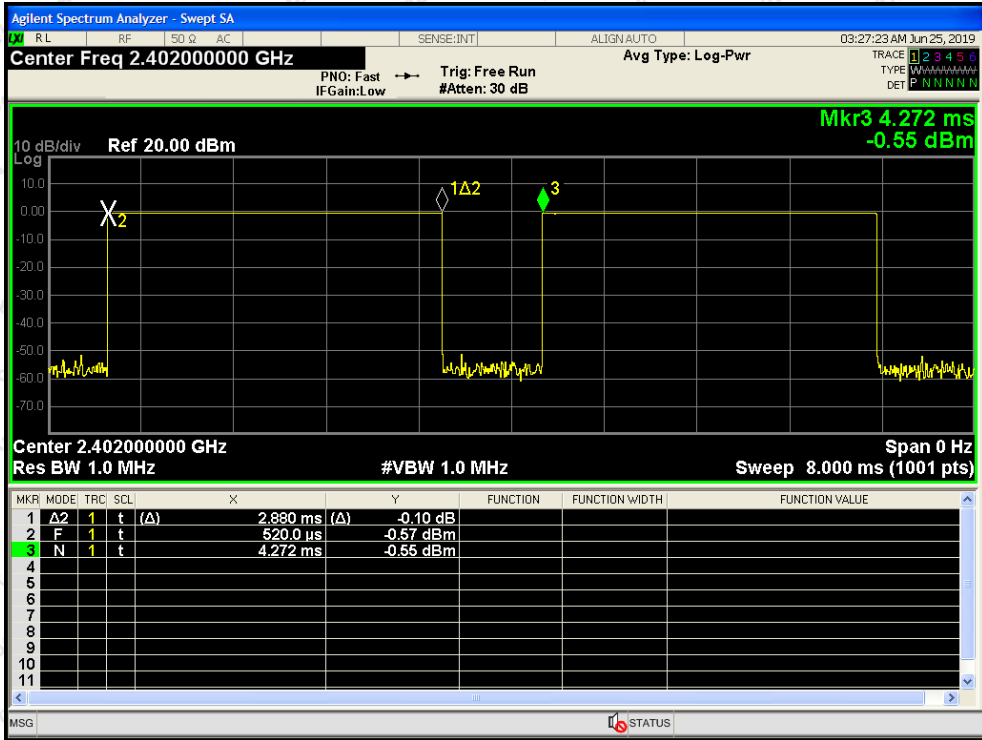 Agilent Spectrum Analyzer - Swept SA
LXI RL RF 50 Ω AC SENSE:INT ALIGN AUTO 03:27:23 AM Jun 25, 2019
Center Freq 2.402000000 GHz Avg Type: Log-Pwr TRACE 1 2 3 4 5 6
PNO: Fast Trig: Free Run TYPE
IFGain:Low #Atten: 30 dB DET P N N N N N
Mkr3 4.272 ms
10 dB/div Ref 20.00 dBm -0.55 dBm
Log
10.0
1Δ2 3
0.00
2
-10.0
-20.0
-30.0
-40.0
-50.0
-60.0
-70.0
Center 2.402000000 GHz Span 0 Hz
Res BW 1.0 MHz #VBW 1.0 MHz Sweep 8.000 ms (1001 pts)
MKR MODE TRC SCL X Y FUNCTION FUNCTION WIDTH FUNCTION VALUE
1 Δ2 1 t (Δ) 2.880 ms (Δ) -0.10 dB
2 F 1 t 520.0 µs -0.57 dBm
3 N 1 t 4.272 ms -0.55 dBm
4
5
6
7
8
9
10
11
MSG STATUS